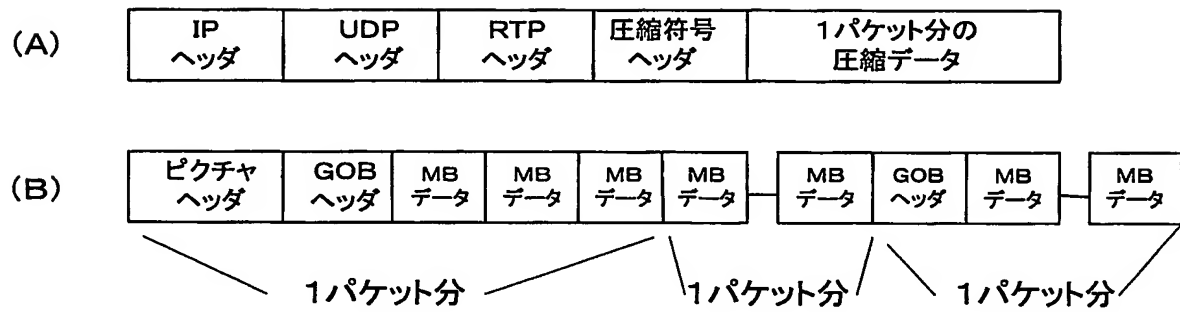 (A)
IP
ヘッダ
UDP
ヘッダ
RTP
ヘッダ
圧縮符号
ヘッダ
1パケット分の
圧縮データ
(B)
ピクチャ
ヘッダ
GOB
ヘッダ
MB
データ
MB
データ
MB
データ
MB
データ
MB
データ
GOB
ヘッダ
MB
データ
MB
データ
1パケット分
1パケット分
1パケット分